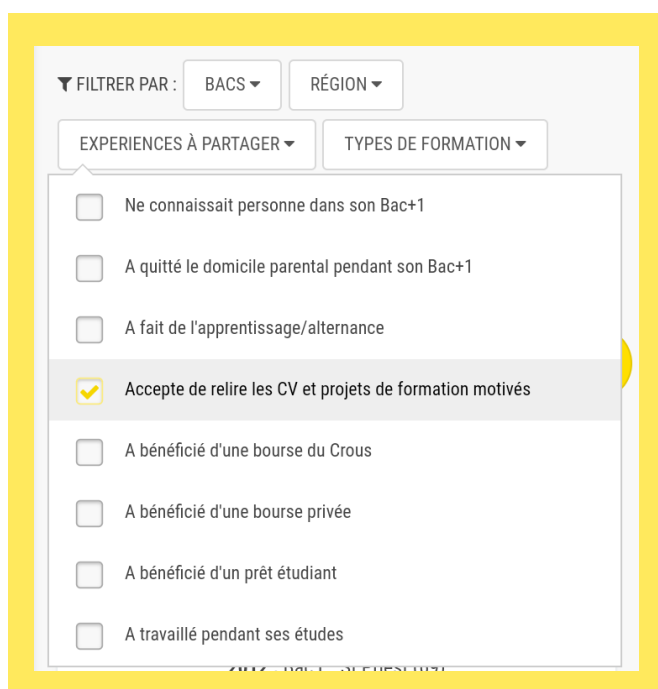 FILTRER PAR : BACS RÉGION
EXPERIENCES À PARTAGER TYPES DE FORMATION
Ne connaissait personne dans son Bac+1
A quitté le domicile parental pendant son Bac+1
A fait de l'apprentissage/alternance
Accepte de relire les CV et projets de formation motivés
A bénéficié d'une bourse du Crous
A bénéficié d'une bourse privée
A bénéficié d'un prêt étudiant
A travaillé pendant ses études